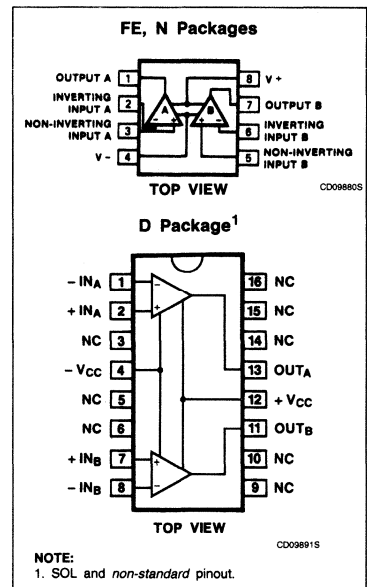 FE, N Packages
OUTPUT A 1
8 V +
INVERTING INPUT A 2
7 OUTPUT B
NON-INVERTING INPUT A 3
6 INVERTING INPUT B
V - 4
5 NON-INVERTING INPUT B
A
B
- + + -
TOP VIEW
CD09880S
D Package1
- INA 1
16 NC
+ INA 2
15 NC
NC 3
14 NC
- VCC 4
13 OUTA
NC 5
12 + VCC
NC 6
11 OUTB
+ INB 7
10 NC
- INB 8
9 NC
-
+
+
-
TOP VIEW
CD09891S
NOTE:
1. SOL and non-standard pinout.